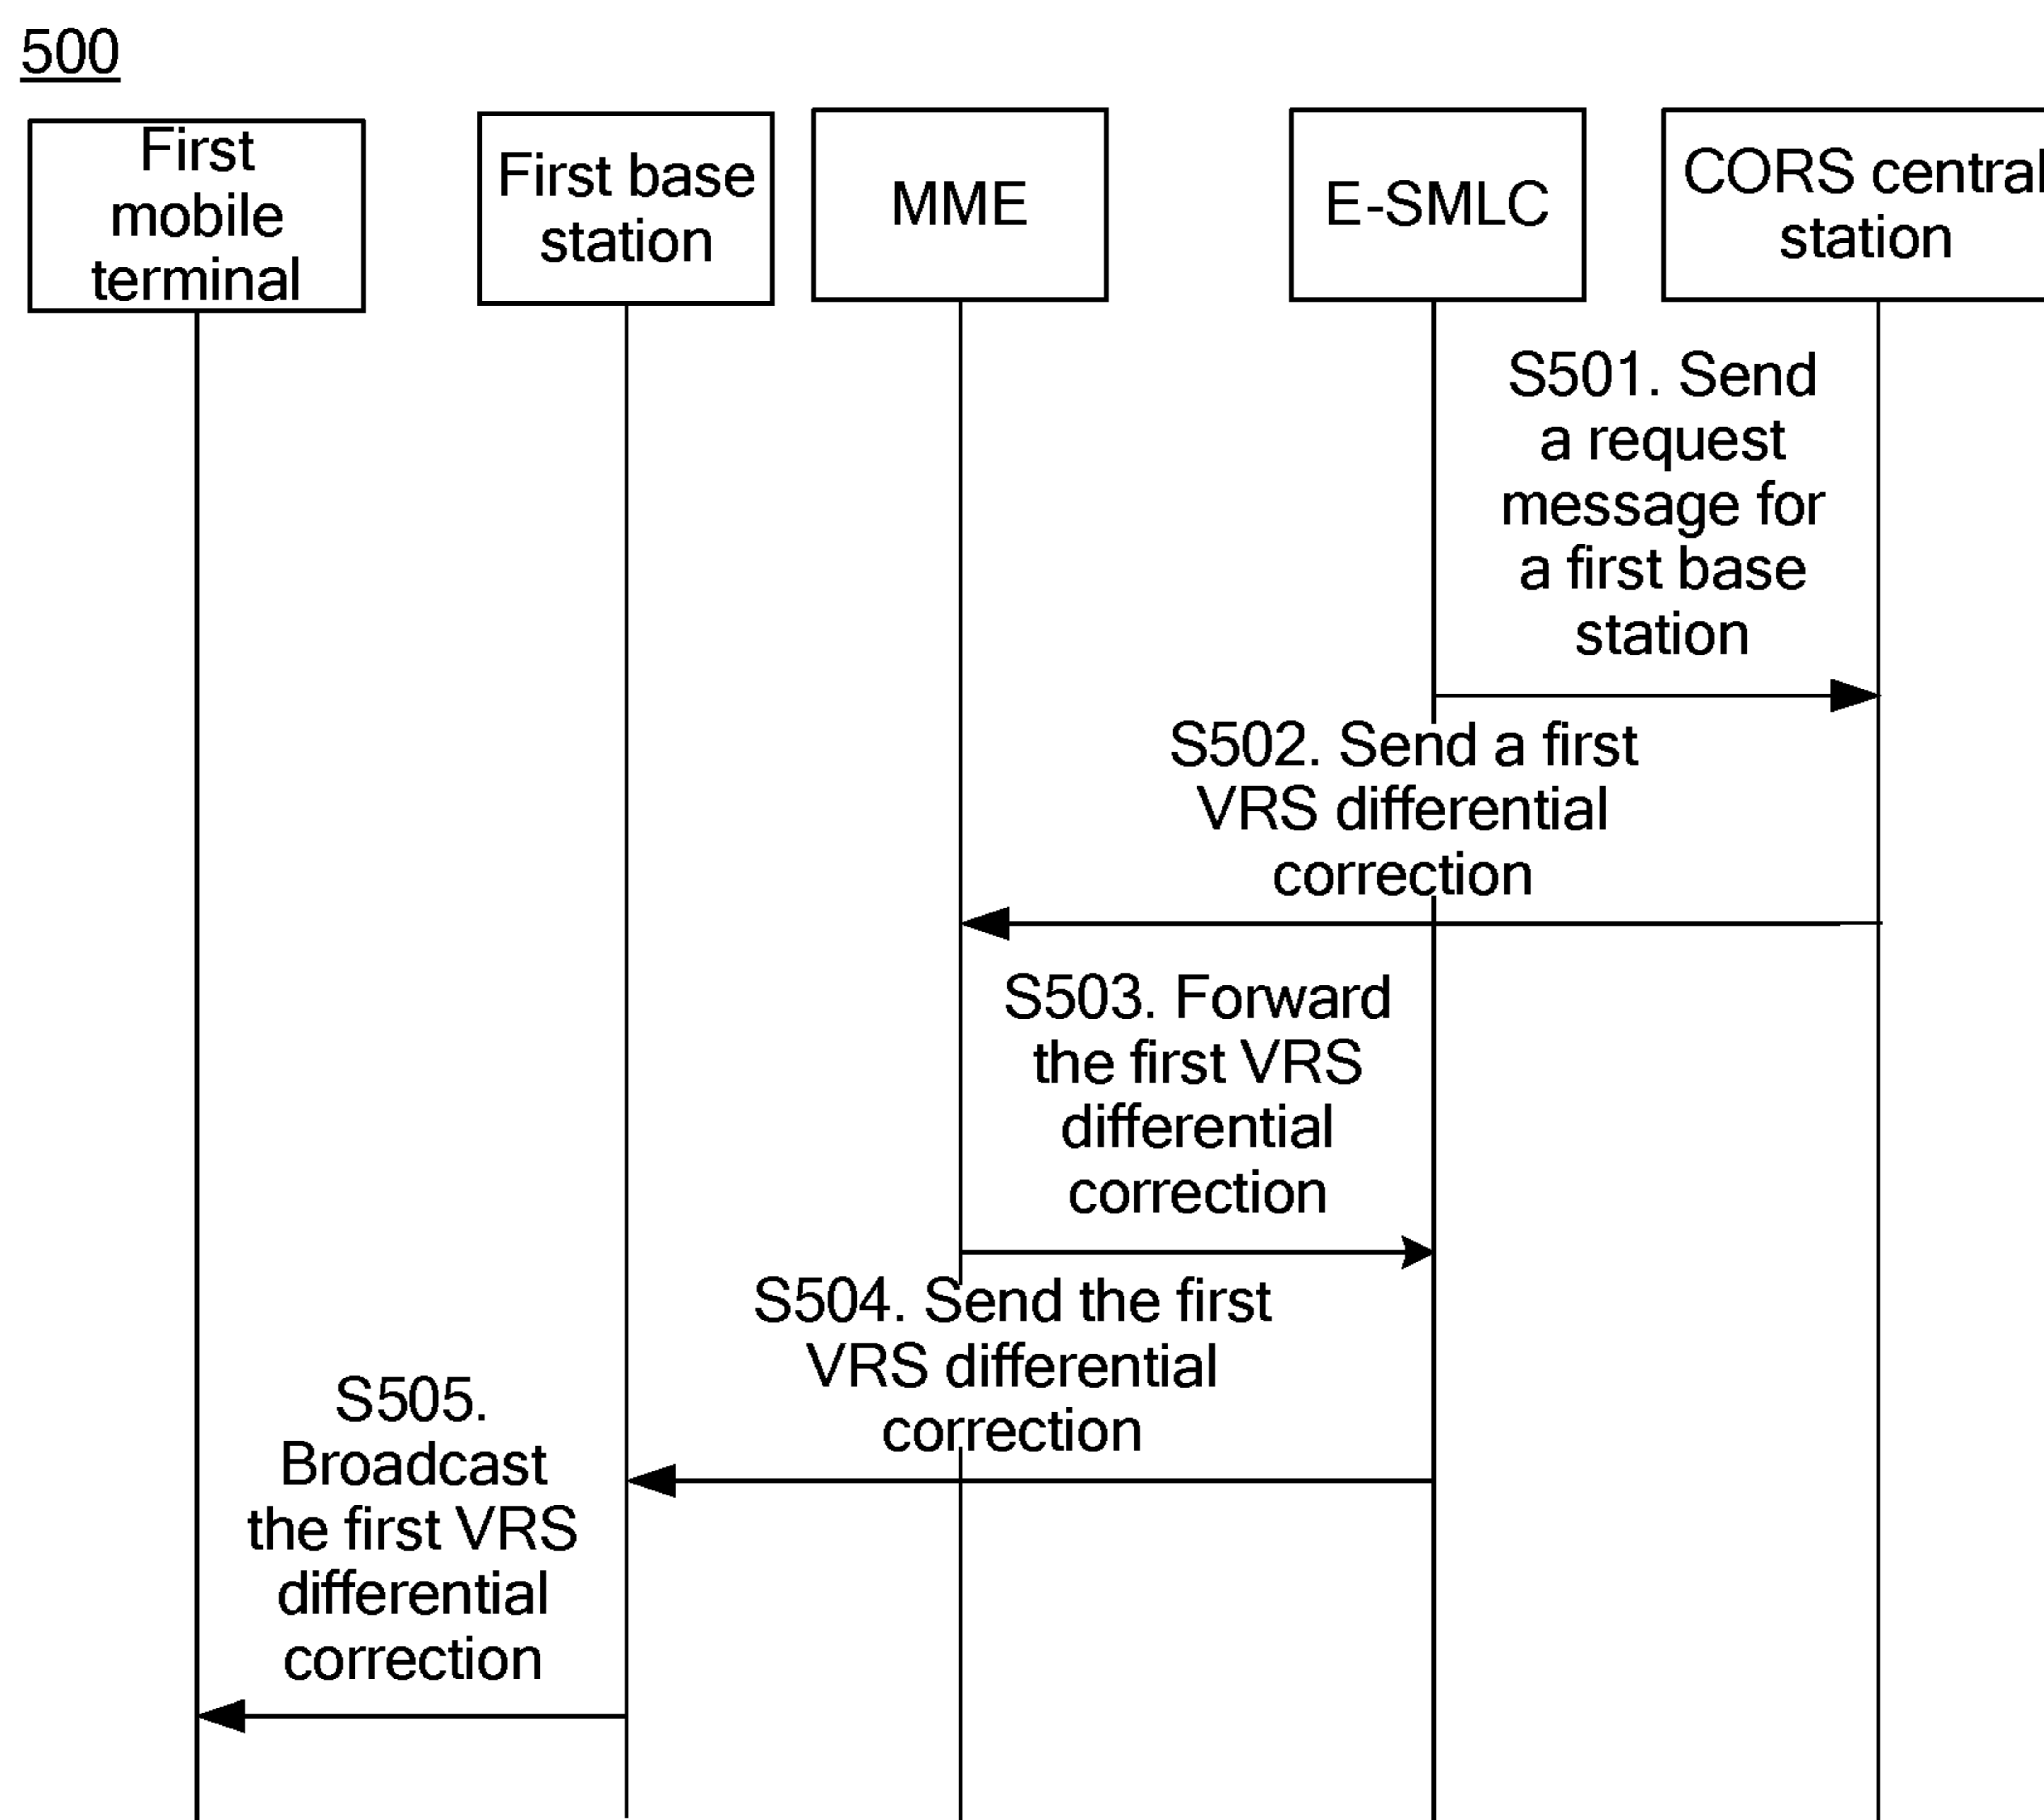 500
First
mobile
terminal
First base
station
MME
E-SMLC
CORS central
station
S501. Send
a request
message for
a first base
station
S502. Send a first
VRS differential
correction
S503. Forward
the first VRS
differential
correction
S504. Send the first
VRS differential
correction
S505.
Broadcast
the first VRS
differential
correction